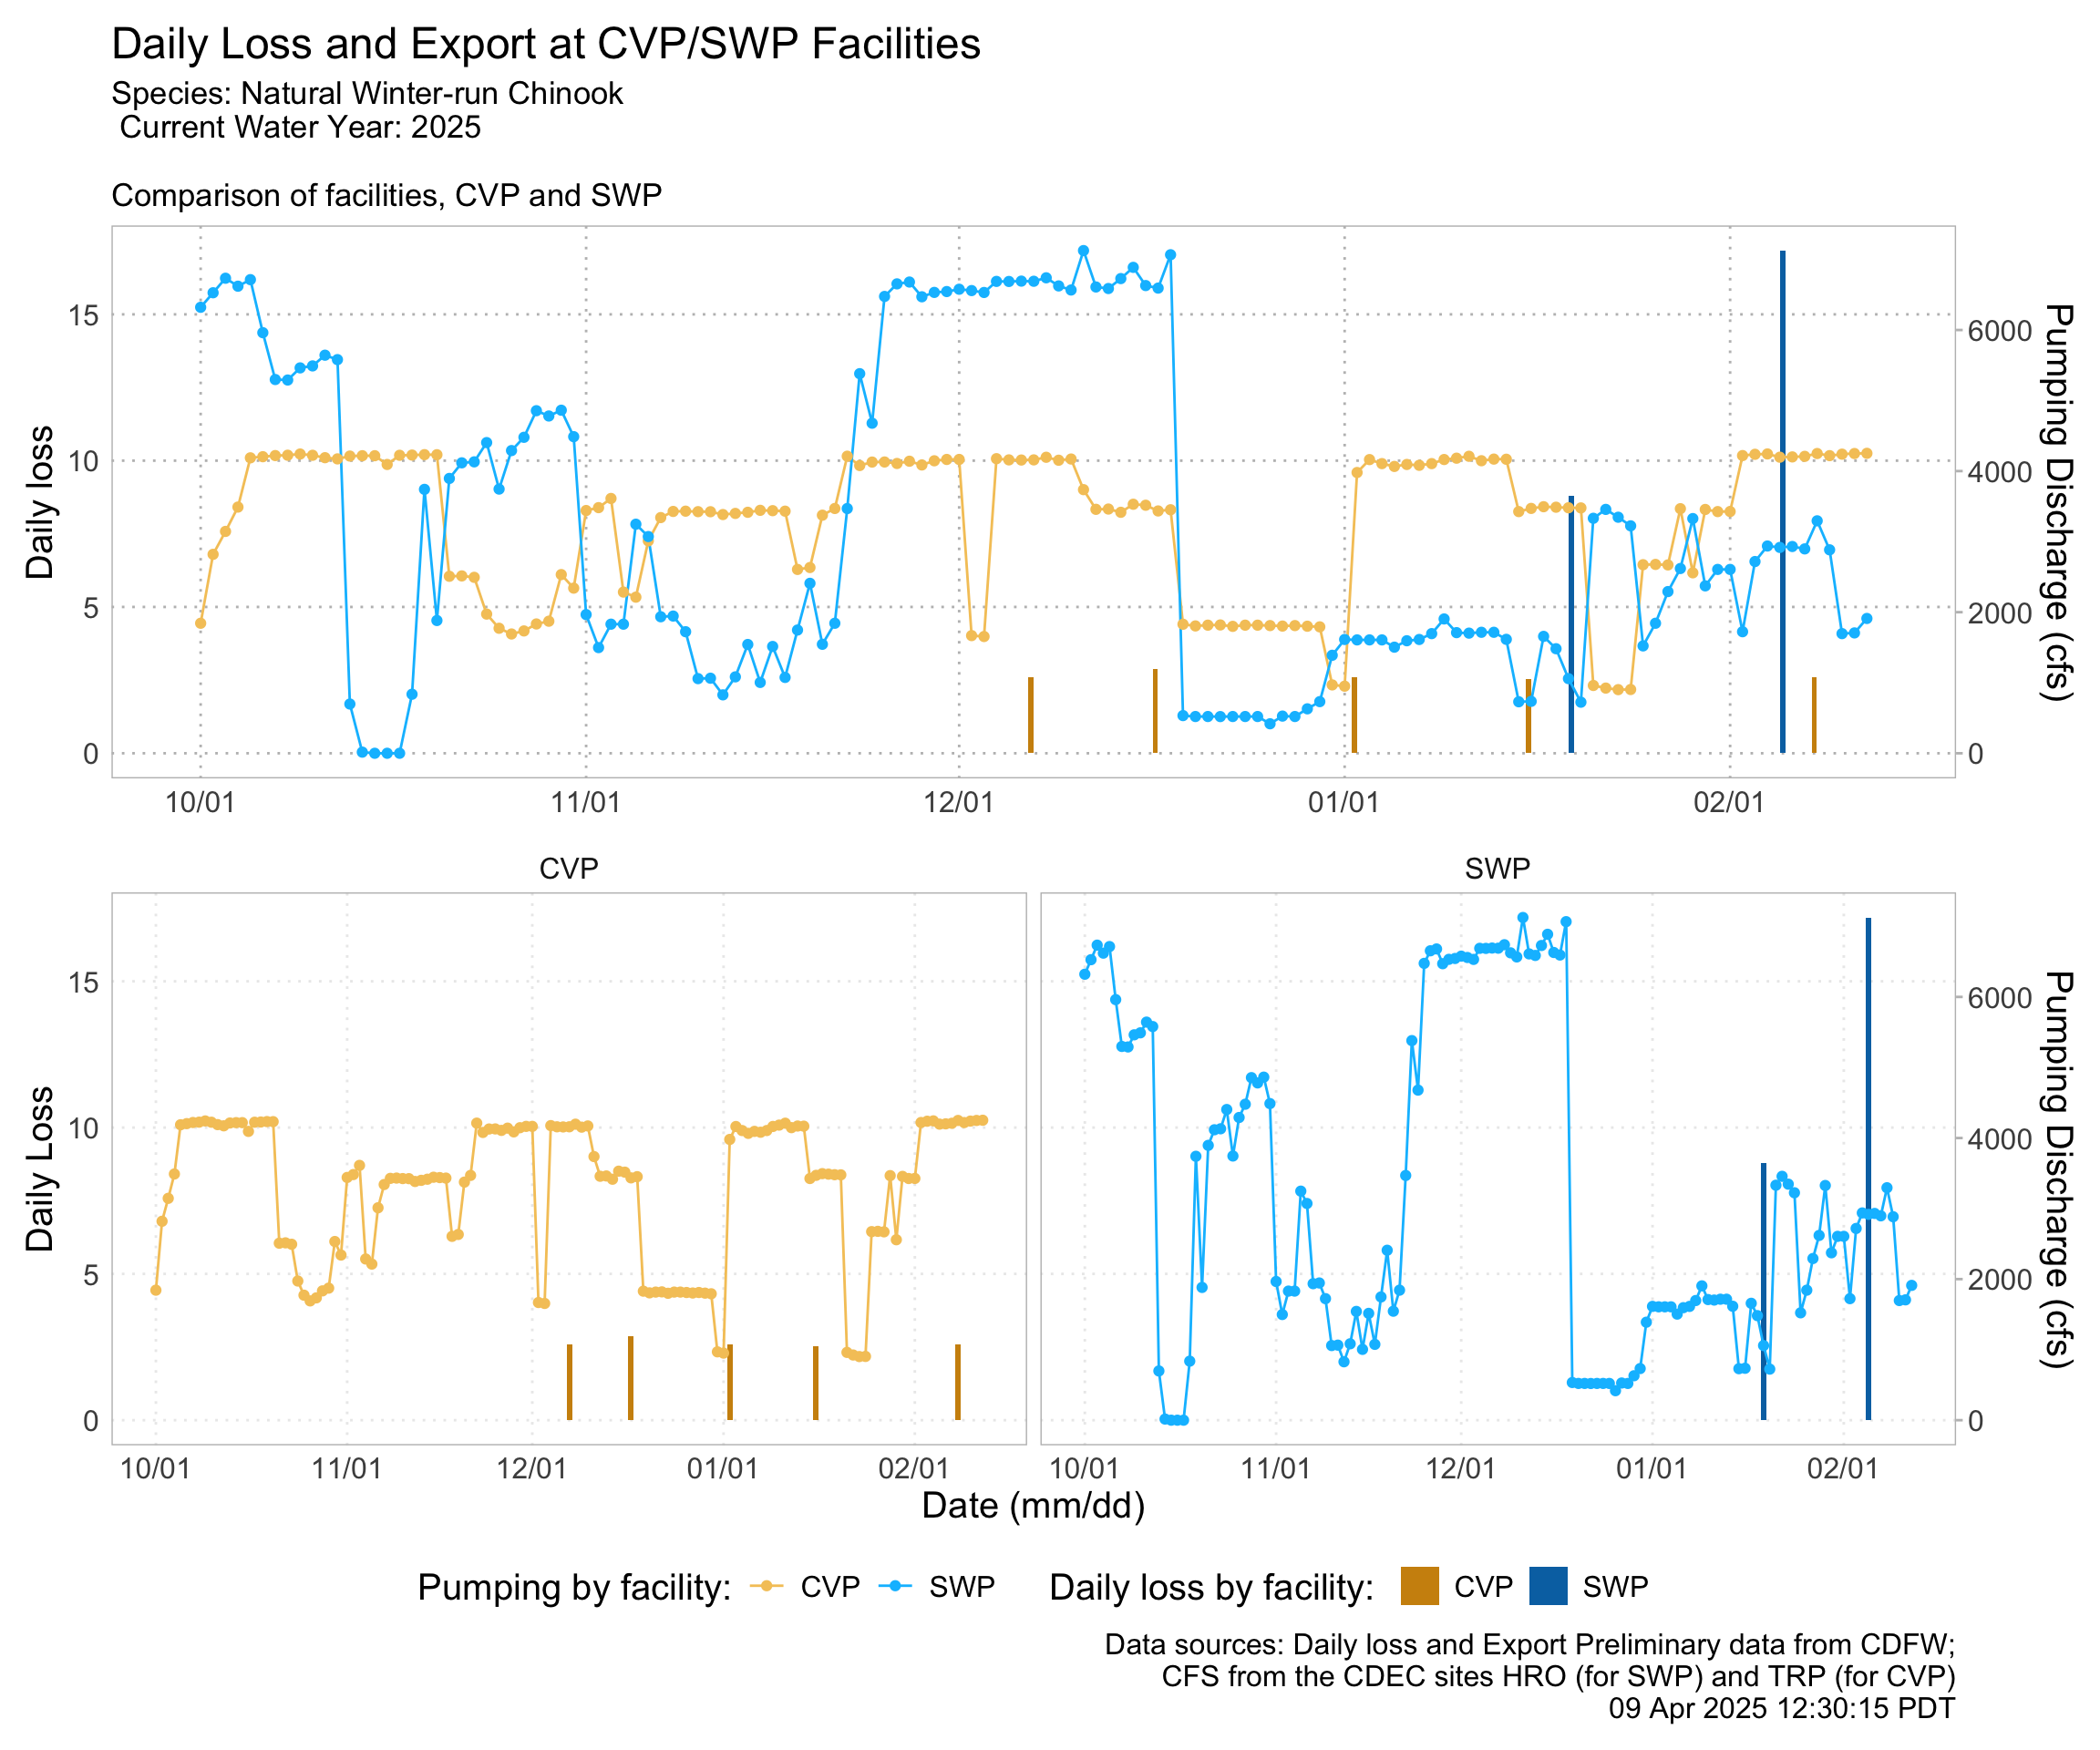 Daily Loss and Export at CVP/SWP Facilities
Species: Natural Winter-run Chinook
Current Water Year: 2025
Comparison of facilities, CVP and SWP
Daily loss
15
10
5
0
Pumping Discharge (cfs)
6000
4000
2000
0
10/01 11/01 12/01 01/01 02/01
CVP SWP
Daily Loss
15
10
5
0
Pumping Discharge (cfs)
6000
4000
2000
0
10/01 11/01 12/01 01/01 02/01 10/01 11/01 12/01 01/01 02/01
Date (mm/dd)
Pumping by facility: CVP SWP Daily loss by facility: CVP SWP
Data sources: Daily loss and Export Preliminary data from CDFW;
CFS from the CDEC sites HRO (for SWP) and TRP (for CVP)
09 Apr 2025 12:30:15 PDT